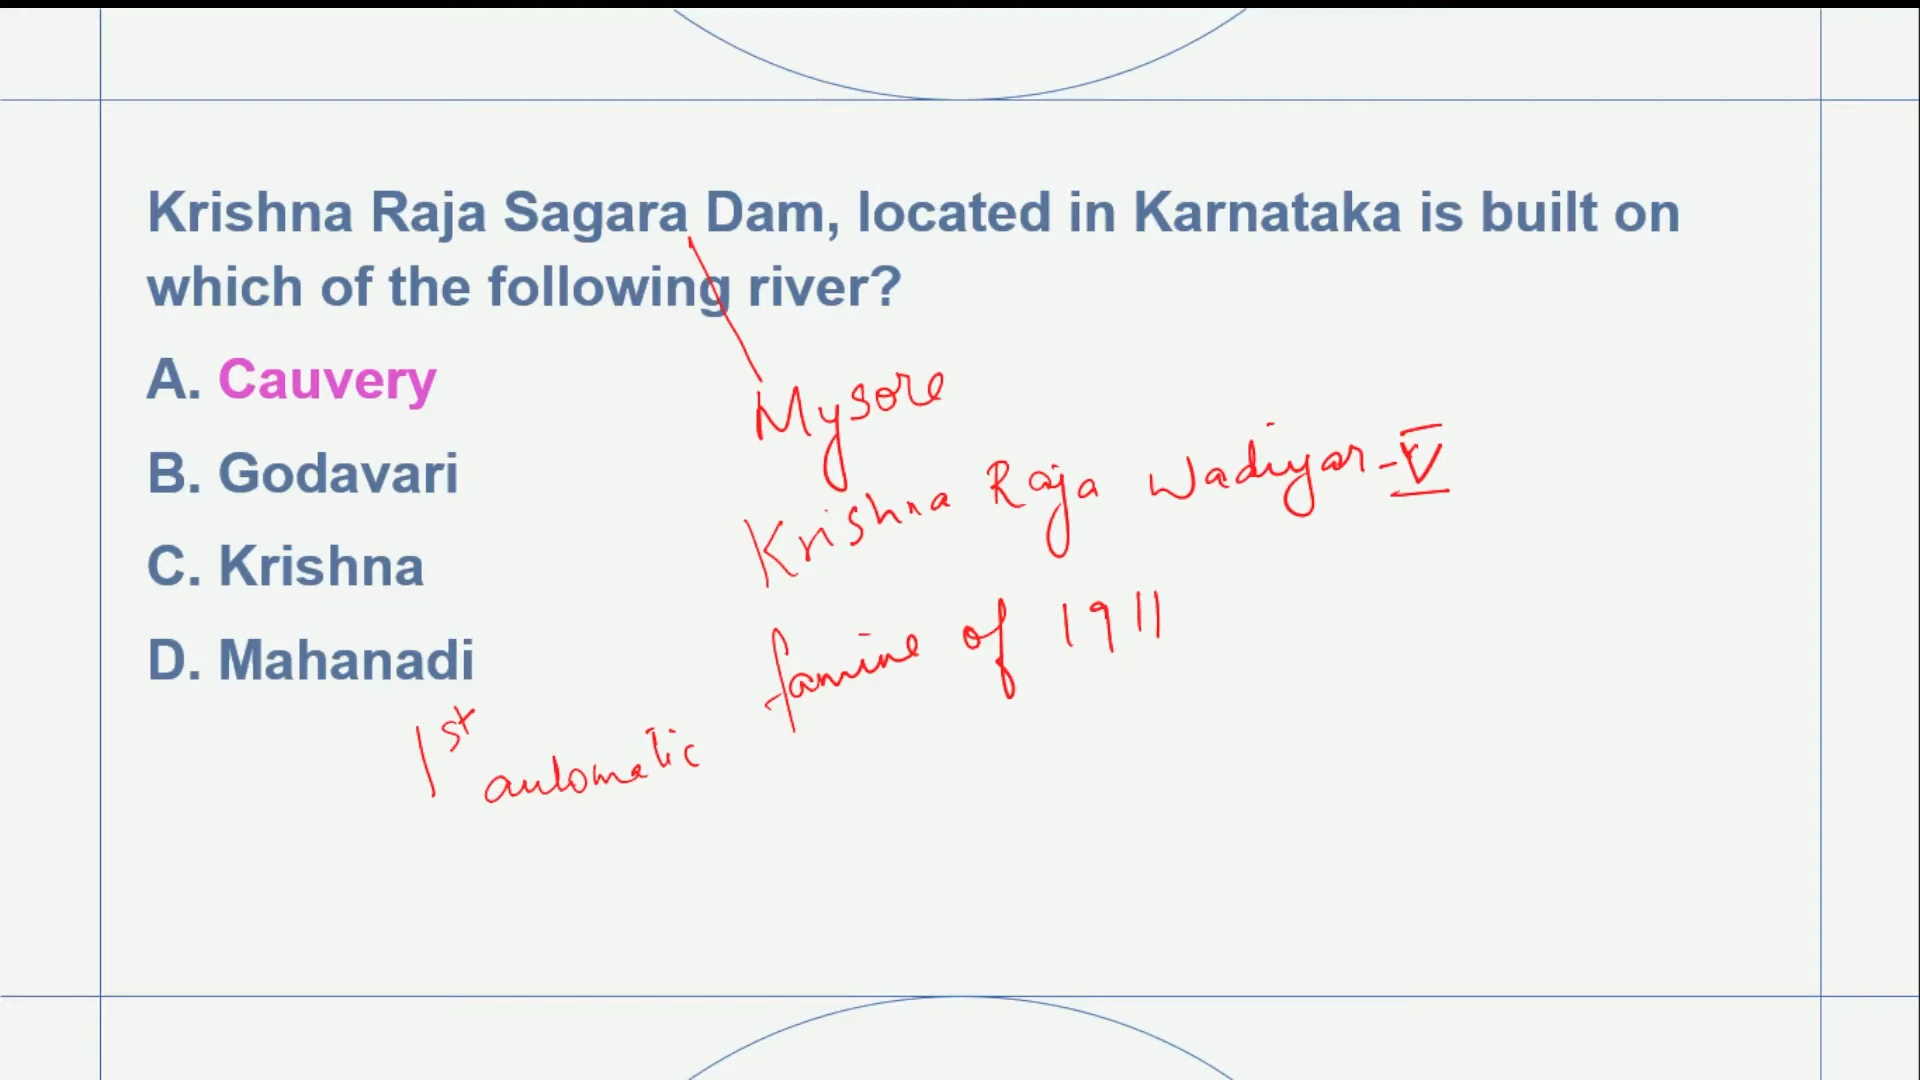 Krishna Raja Sagara Dam, located in Karnataka is built on
which of the following river?
A. Cauvery
B. Godavari
C. Krishna
D. Mahanadi
Mysore
Krishna Raja Wadiyar-V
famine of 1911
1st automatic